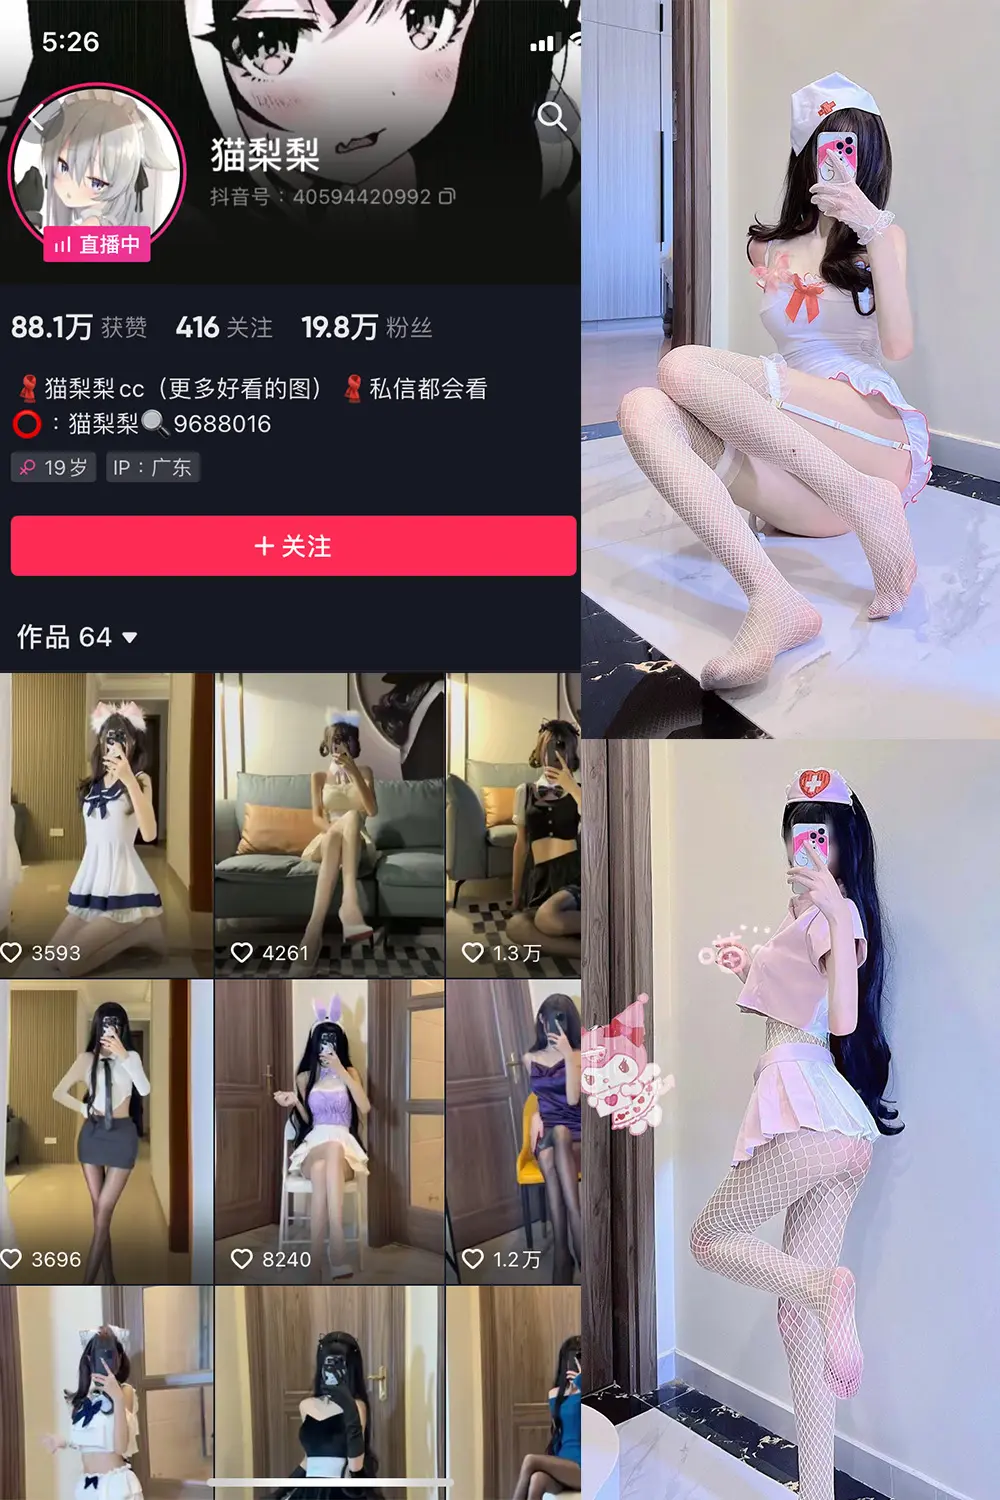 5:26
猫梨梨
抖音号：40594420992
直播中
88.1万 获赞 416 关注 19.8万 粉丝
猫梨梨cc（更多好看的图） 私信都会看
：猫梨梨 9688016
19岁 IP：广东
+ 关注
作品 64
3593 4261 1.3万
3696 8240 1.2万